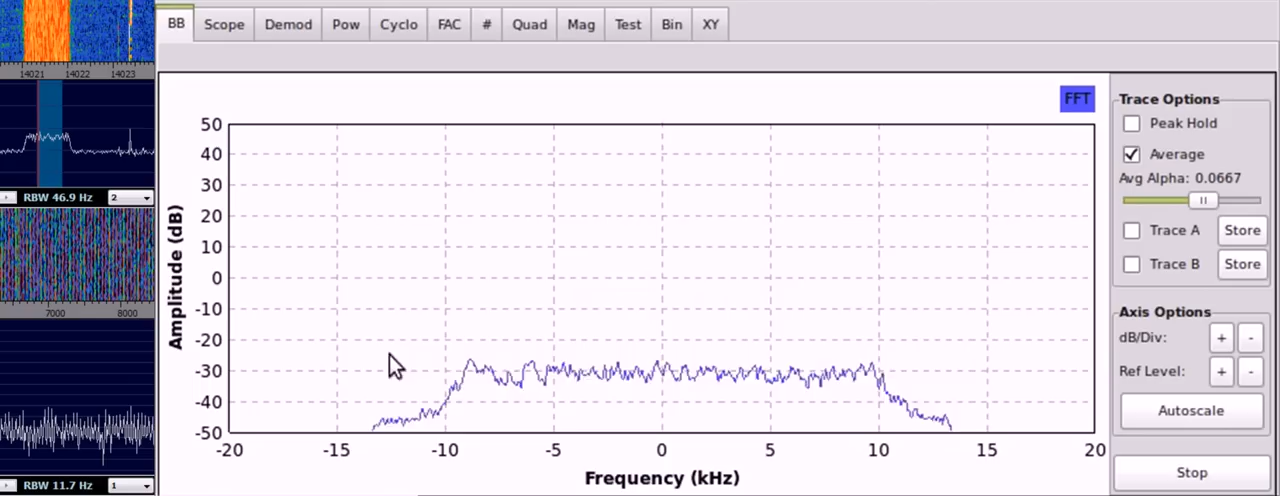 BB Scope Demod Pow Cyclo FAC # Quad Mag Test Bin XY
14021 14022 14023
RBW 46.9 Hz 2
7000 8000
RBW 11.7 Hz 1
FFT
Amplitude (dB)
50
40
30
20
10
0
-10
-20
-30
-40
-50
-20 -15 -10 -5 0 5 10 15 20
Frequency (kHz)
Trace Options
Peak Hold
Average
Avg Alpha: 0.0667
Trace A Store
Trace B Store
Axis Options
dB/Div: + -
Ref Level: + -
Autoscale
Stop